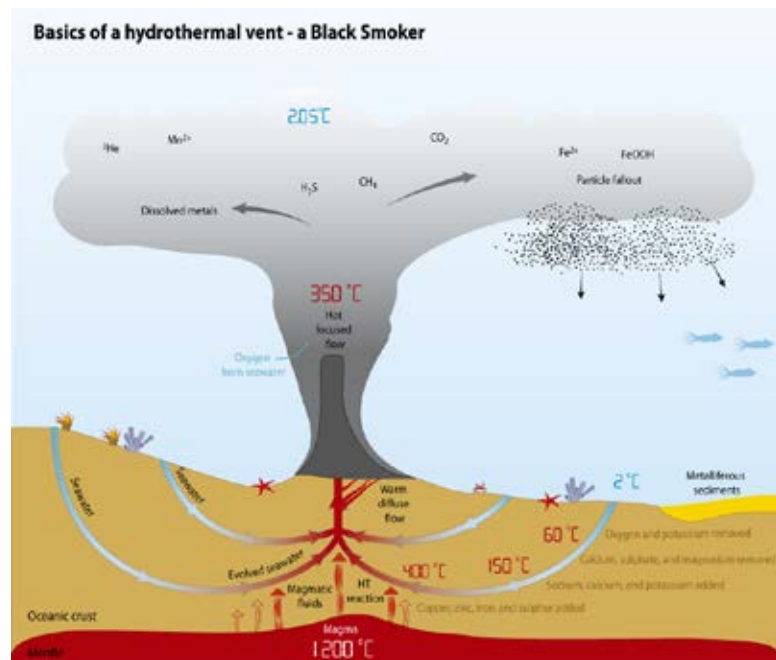 Basics of a hydrothermal vent - a Black Smoker
2.05°C
³He
Mn²⁺
CO₂
Fe²⁺
FeOOH
H₂S
CH₄
Particle fallout
Dissolved metals
350 °C
Hot
focused
flow
Oxygen
from seawater
Seawater
Seawater
Warm
diffuse
flow
2 °C
Metalliferous
sediments
60 °C
Oxygen and potassium removed
Calcium, sulphate, and magnesium removed
Evolved seawater
400 °C
150 °C
Sodium, calcium, and potassium added
Magmatic
fluids
HT
reaction
Copper, zinc, iron, and sulphur added
Oceanic crust
Magma
1200 °C
Mantle